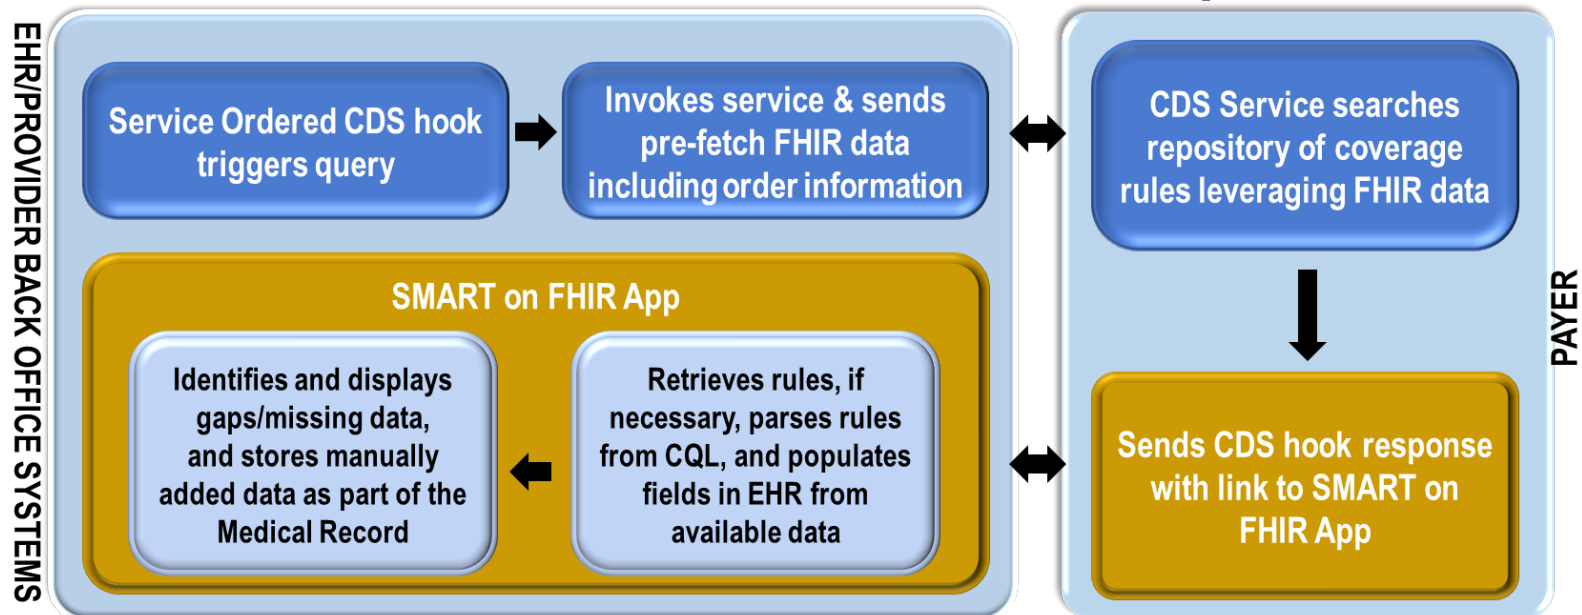 EHR/PROVIDER BACK OFFICE SYSTEMS
Service Ordered CDS hook
triggers query
Invokes service & sends
pre-fetch FHIR data
including order information
CDS Service searches
repository of coverage
rules leveraging FHIR data
SMART on FHIR App
Identifies and displays
gaps/missing data,
and stores manually
added data as part of the
Medical Record
Retrieves rules, if
necessary, parses rules
from CQL, and populates
fields in EHR from
available data
Sends CDS hook response
with link to SMART on
FHIR App
PAYER